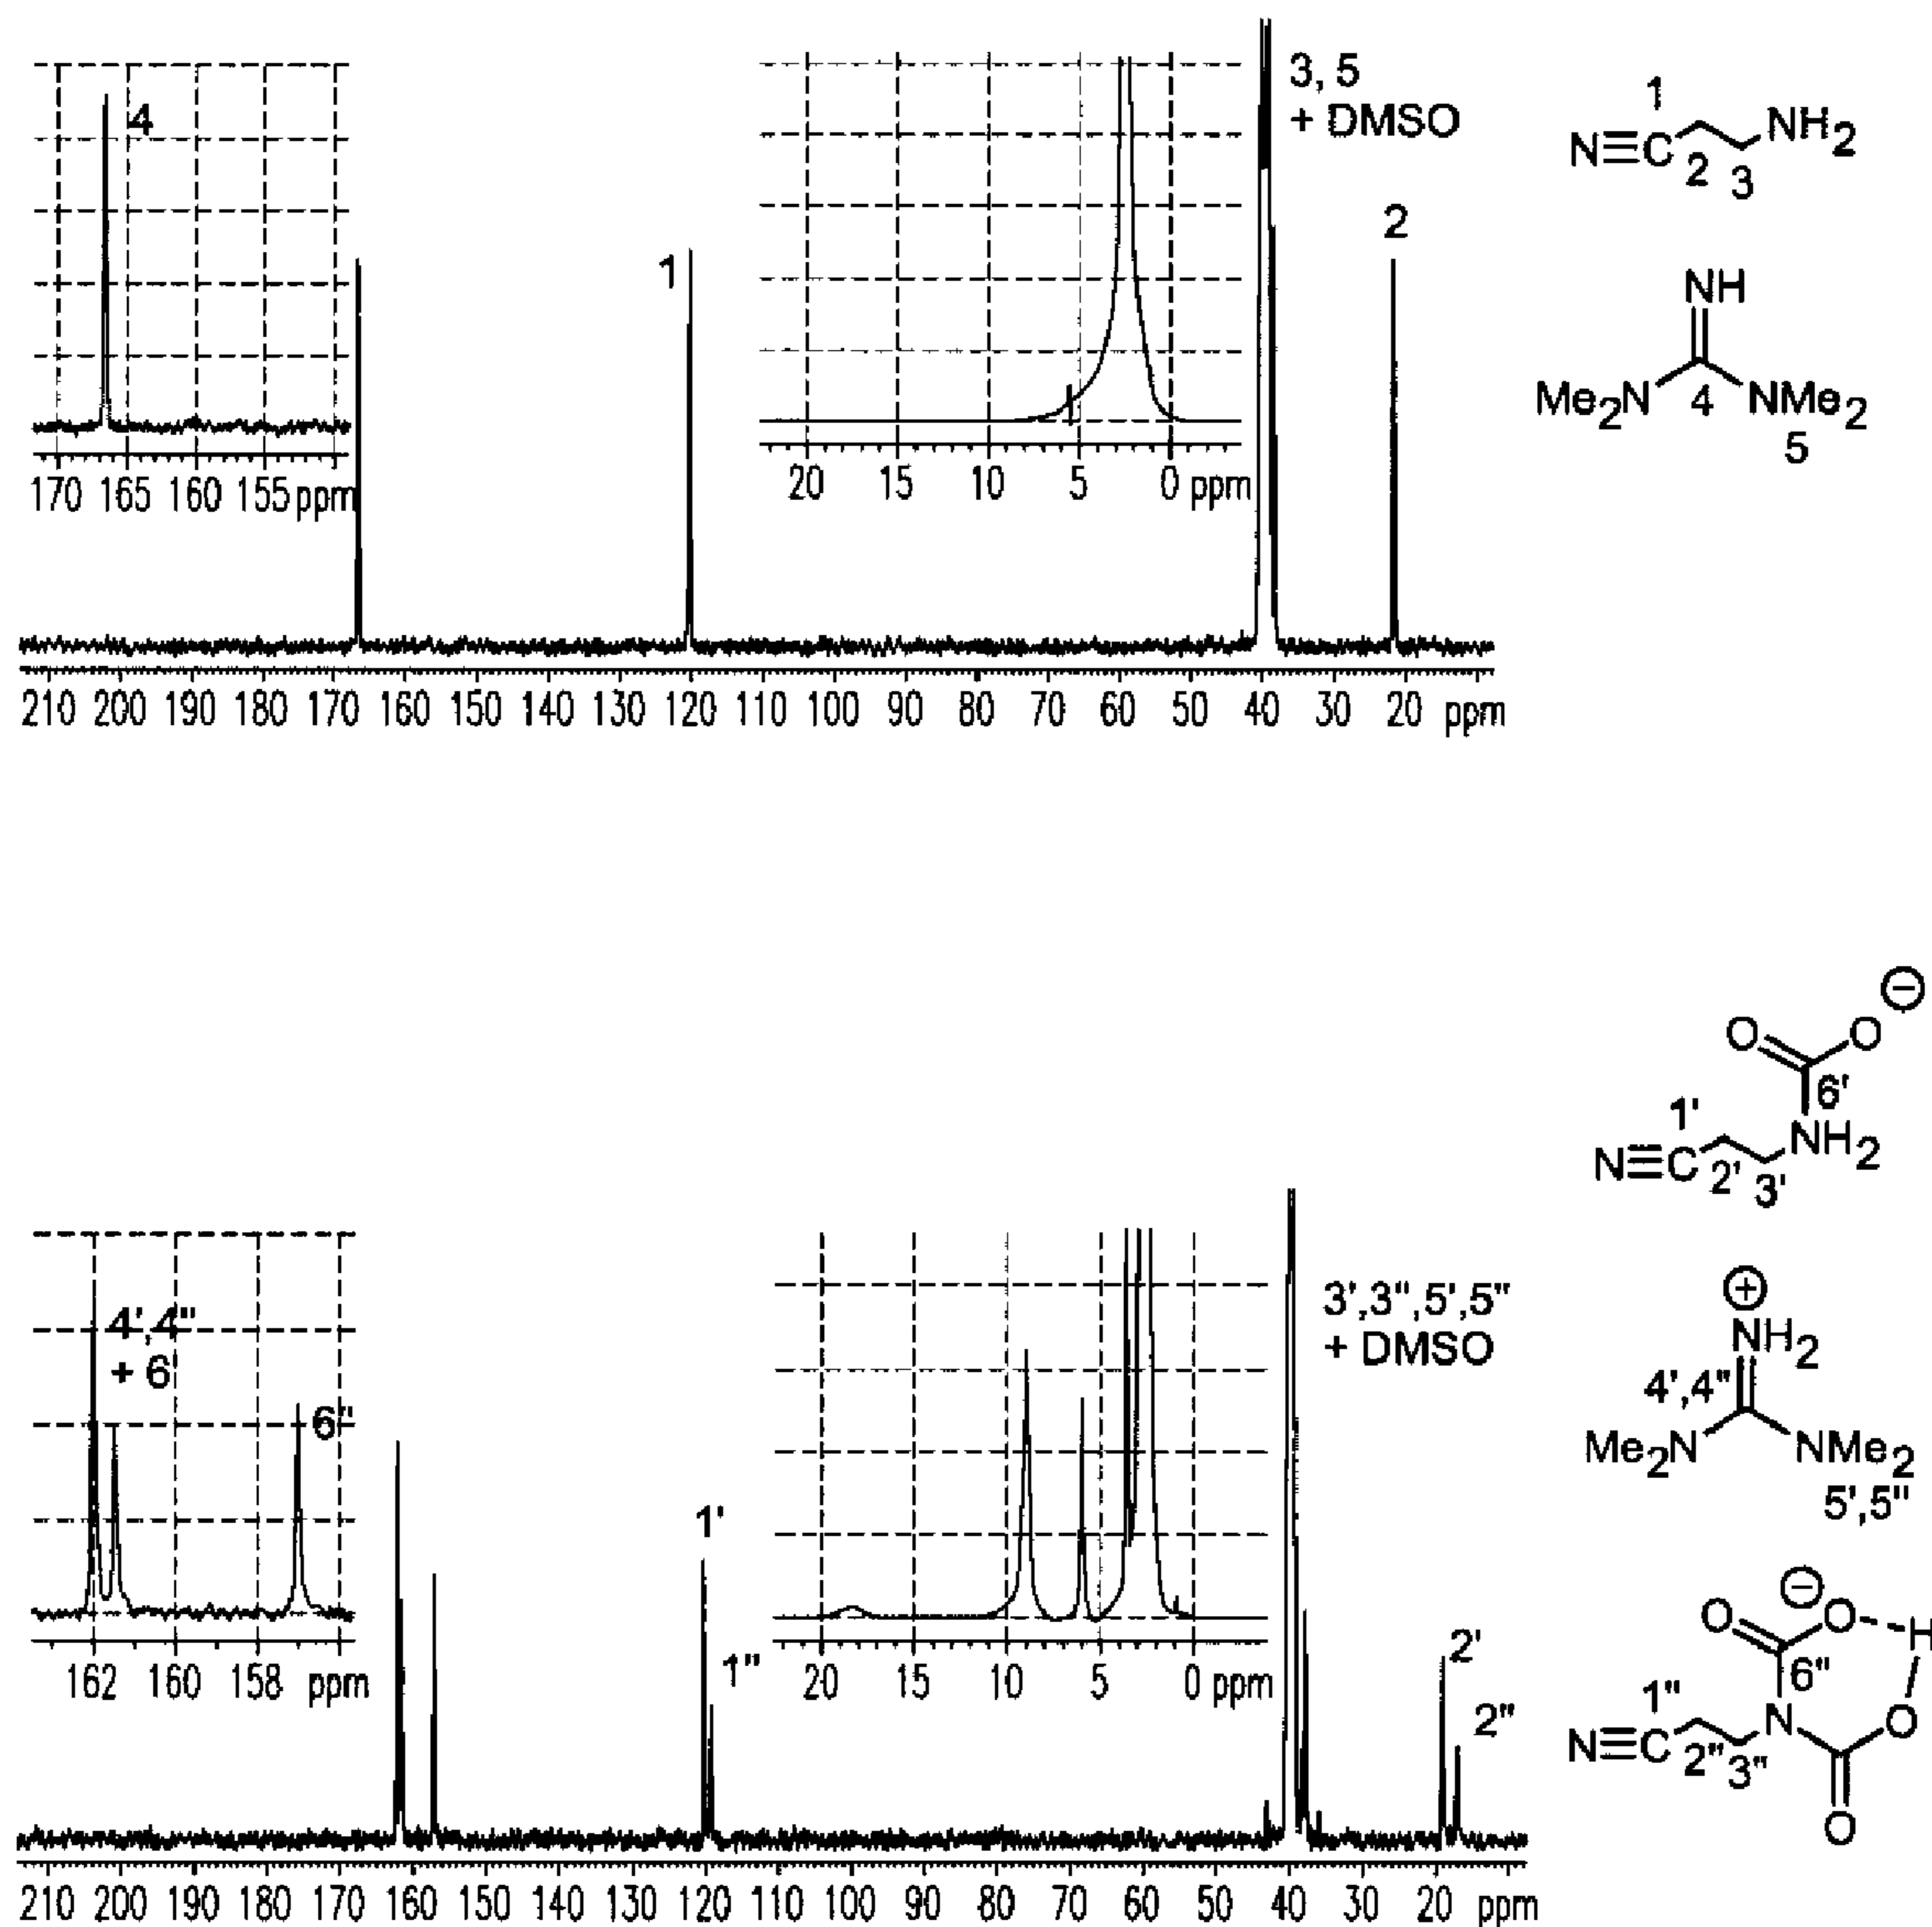 4
170 165 160 155 ppm
20 15 10 5 0 ppm
3, 5
+ DMSO
1
2
210 200 190 180 170 160 150 140 130 120 110 100 90 80 70 60 50 40 30 20 ppm
1
N≡C 2 3 NH2
NH
Me2N 4 NMe2
5
4',4"
+ 6
6"
162 160 158 ppm
20 15 10 5 0 ppm
3',3",5',5"
+ DMSO
1'
1"
2'
2"
210 200 190 180 170 160 150 140 130 120 110 100 90 80 70 60 50 40 30 20 ppm
−
O O
6'
1'
N≡C 2' 3' NH2
+
NH2
4',4"
Me2N NMe2
5',5"
−
O O H
6"
1"
N O
N≡C 2" 3"
O